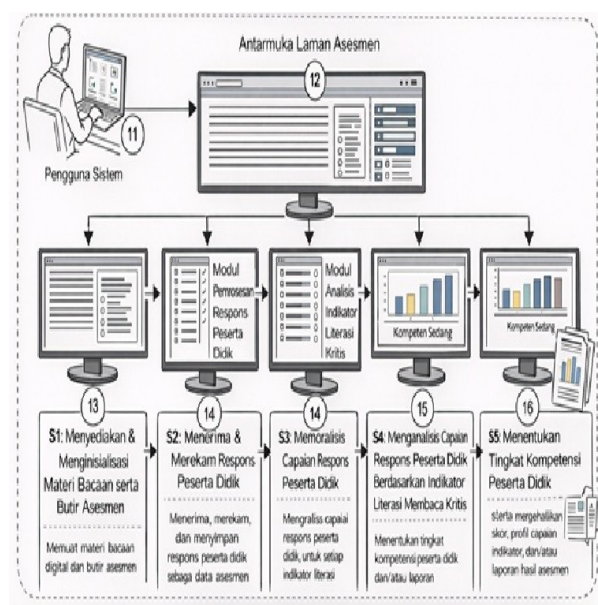 Antarmuka Laman Asesmen
12
11
Pengguna Sistem
Modul
Pemrosesan
Respons
Peserta
Didik
Modul
Analisis
Indikator
Literasi
Kritis
Kompeten Sedang
Kompeten Sedang
13
14
14
15
16
S1: Menyediakan &
Menginisialisasi
Materi Bacaan serta
Butir Asesmen
Memuat materi bacaan
digital dan butir asesmen
S2: Menerima &
Merekam Respons
Peserta Didik
Menerima, merekam,
dan menyimpan
respons peserta didik
sebaga data asesmen
S3: Memoralisis
Capaian Respons
Peserta Didik
Mengraliss capaiai
respons peserta
didik, untuk setiap
indikator literasi
S4: Menganalisis Capaian
Respons Peserta Didik
Berdasarkan Indikator
Literasi Membaca Kritis
Menentukan tingkat
kompetensi peserta didik
dan/atau laporan
S5: Menentukan
Tingkat Kompetensi
Peserta Didik
skor, profil capaian
indikator, dan/atau
laporan hasil asesmen